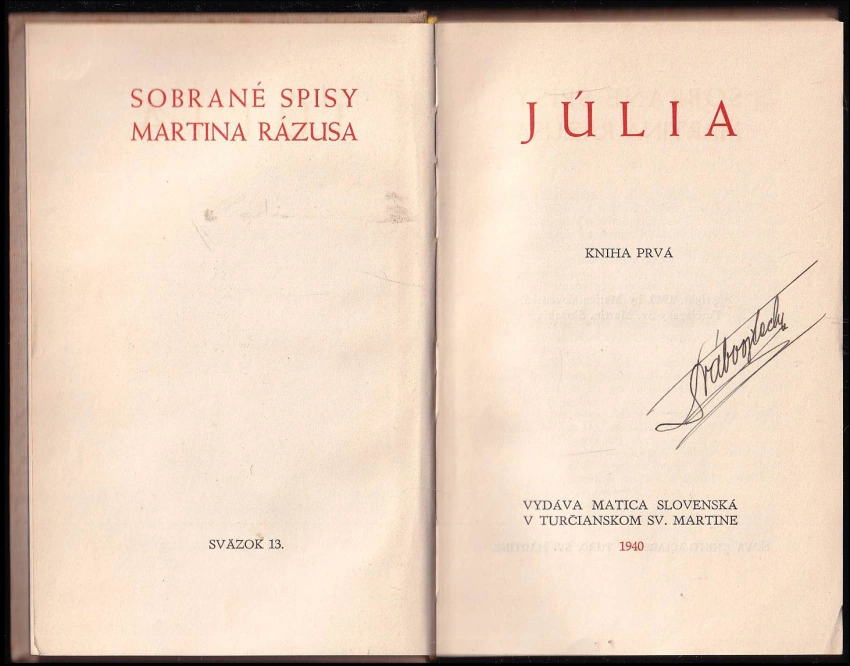 SOBRANÉ SPISY
MARTINA RÁZUSA
SVÄZOK 13.
JÚLIA
KNIHA PRVÁ
VYDÁVA MATICA SLOVENSKÁ
V TURČIANSKOM SV. MARTINE
1940